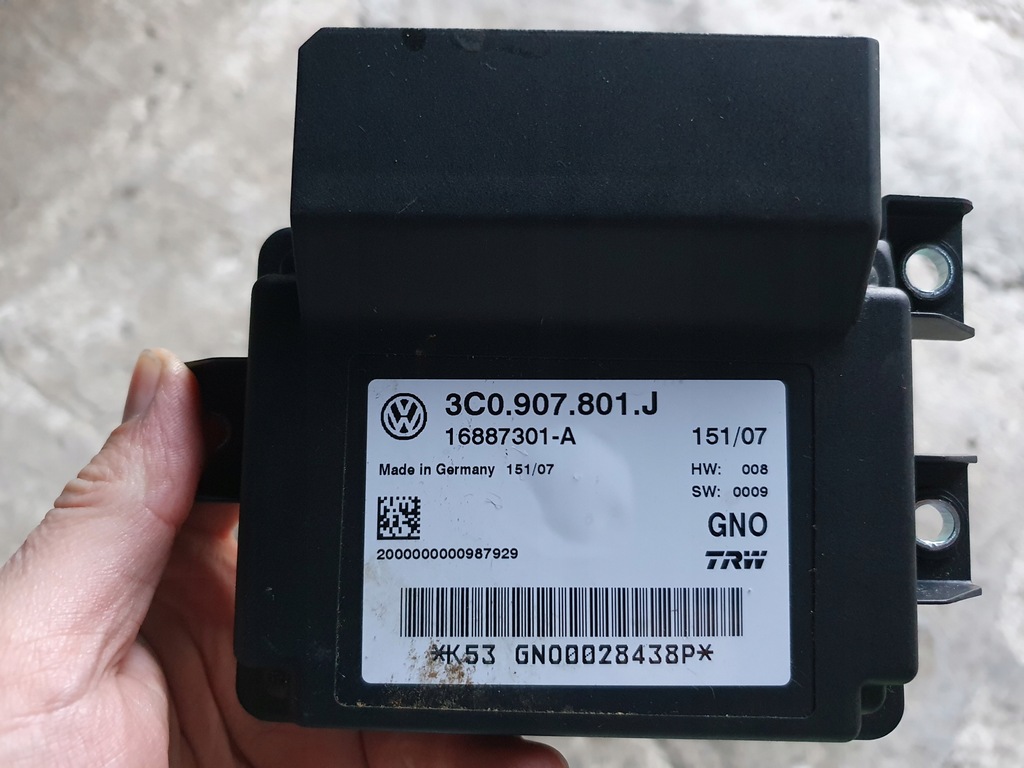 3C0.907.801.J
16887301-A 151/07
Made in Germany 151/07 HW: 008
SW: 0009
GNO
2000000000987929 TRW
*K53 GNO00028438P*